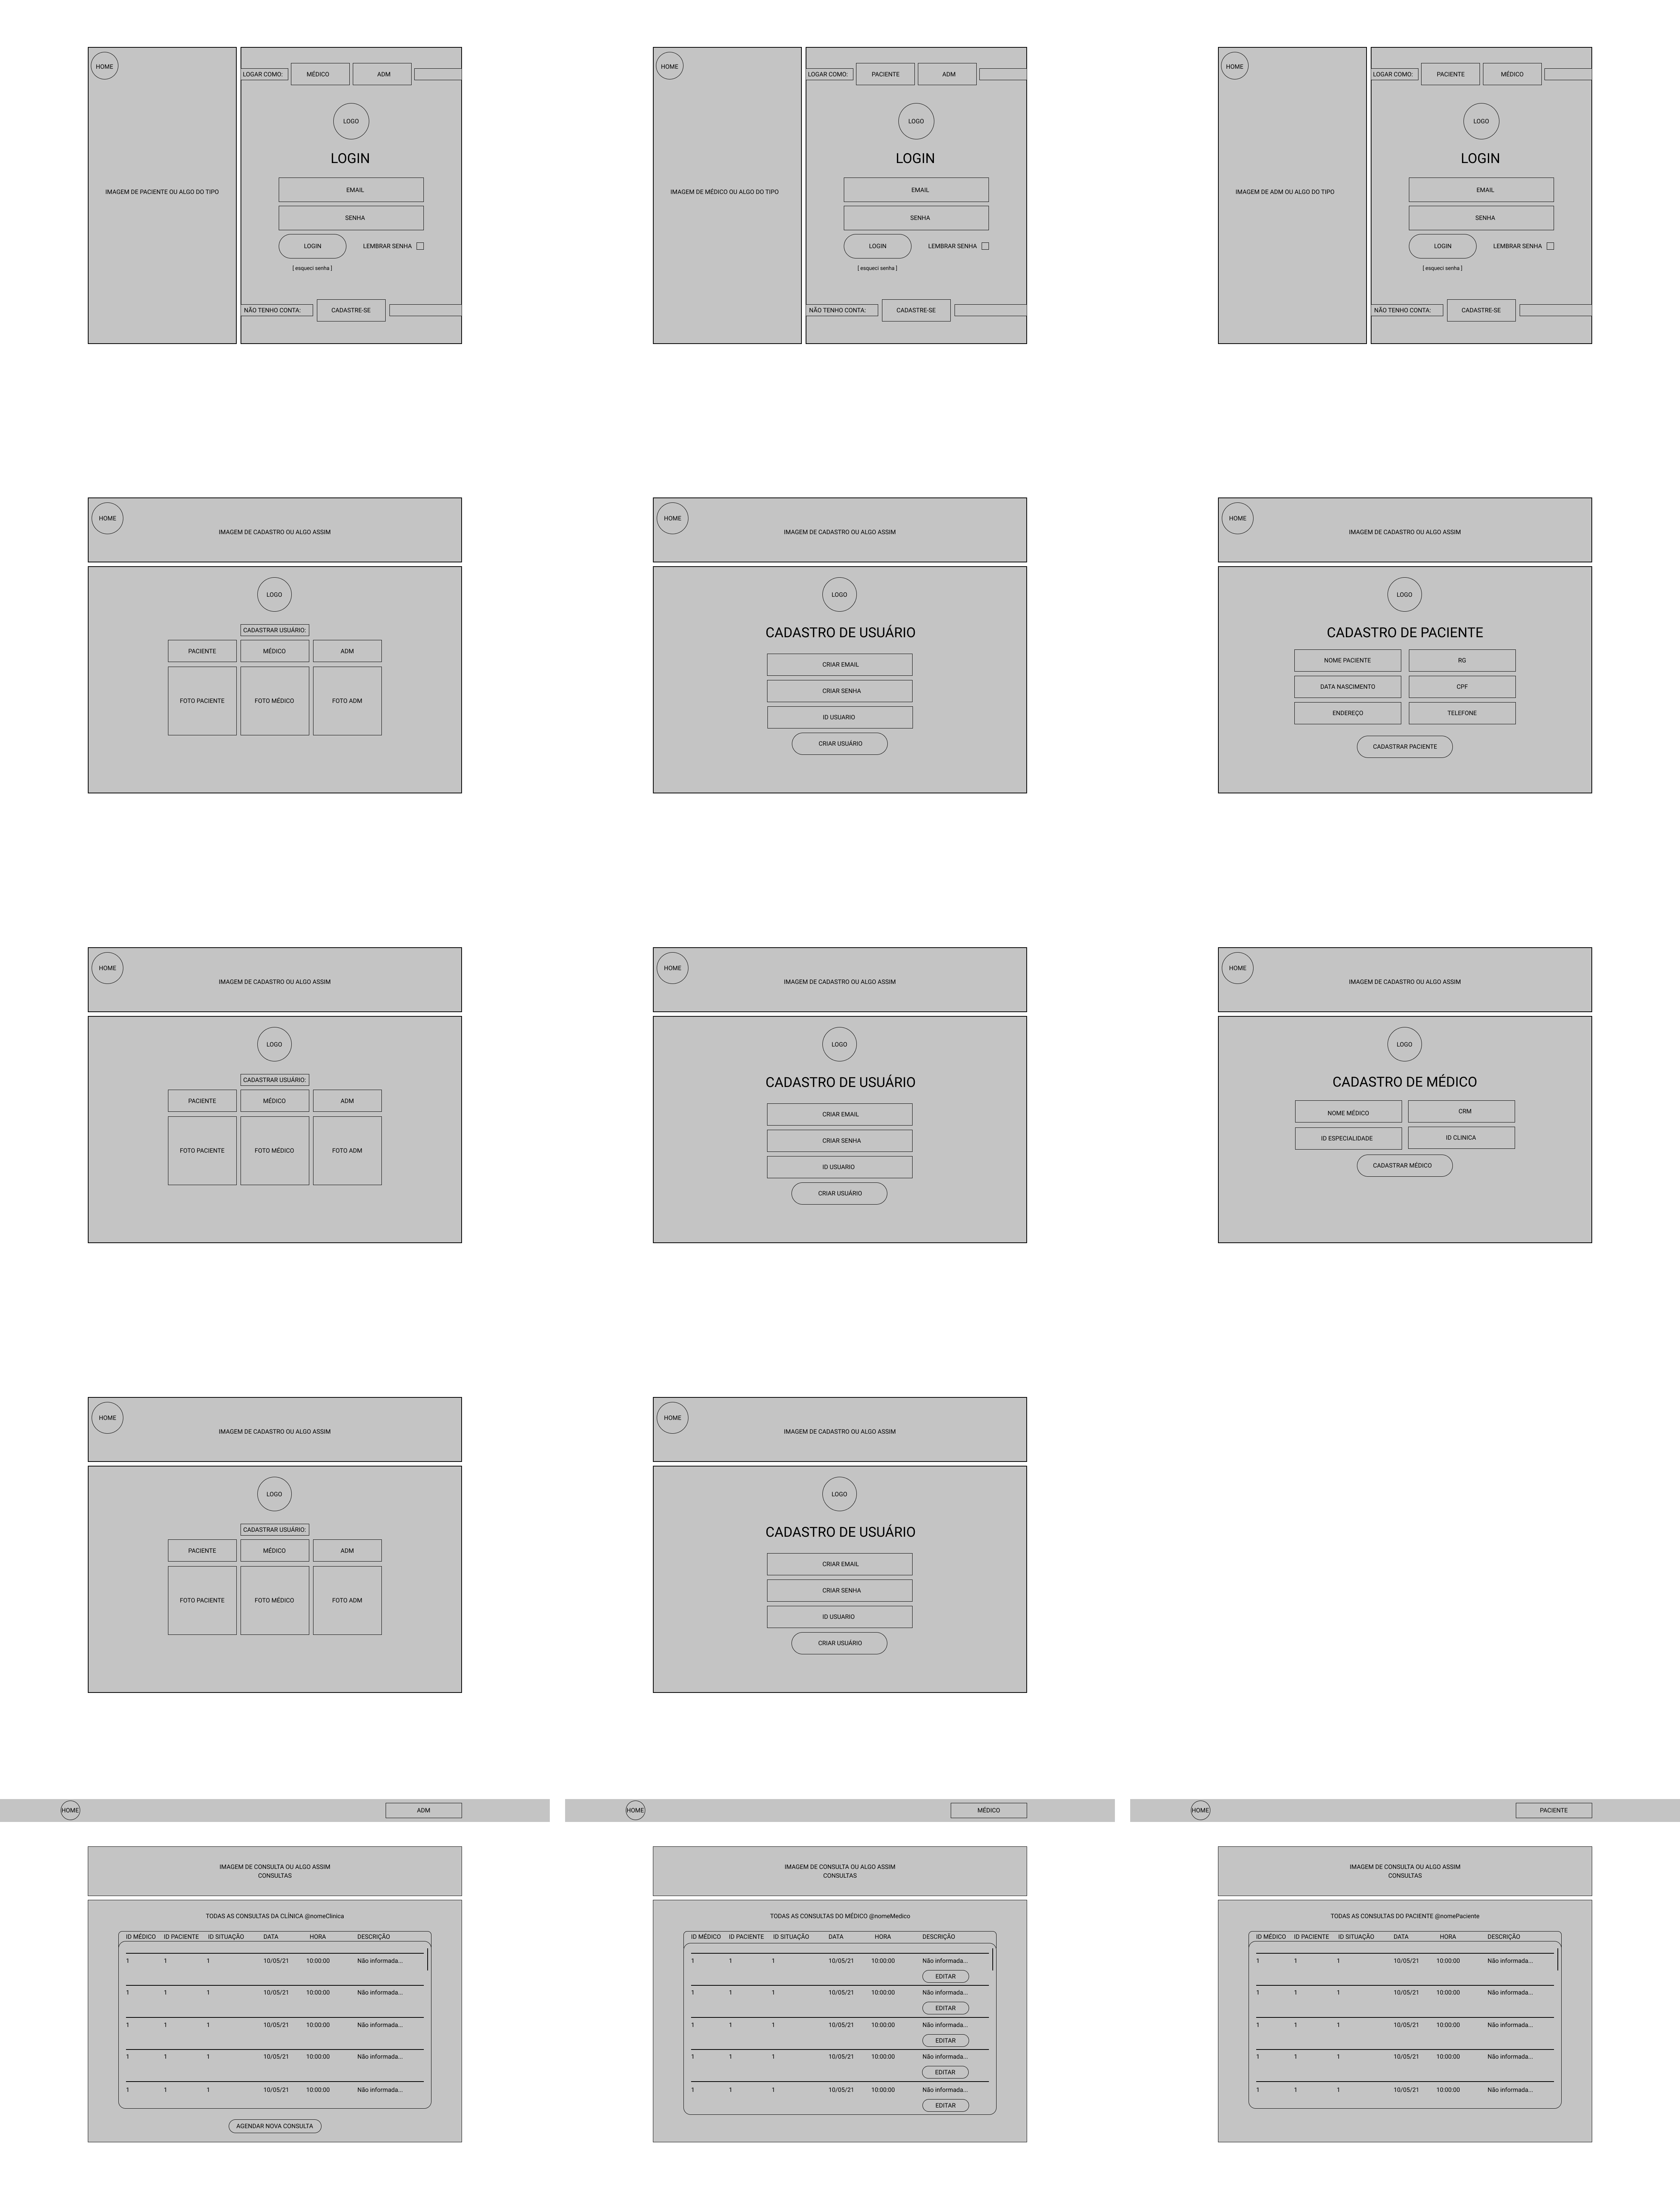 HOME
LOGAR COMO:
MÉDICO
ADM
LOGO
LOGIN
IMAGEM DE PACIENTE OU ALGO DO TIPO
EMAIL
SENHA
LOGIN
LEMBRAR SENHA
[ esqueci senha ]
NÃO TENHO CONTA:
CADASTRE-SE
HOME
LOGAR COMO:
PACIENTE
ADM
LOGO
LOGIN
IMAGEM DE MÉDICO OU ALGO DO TIPO
EMAIL
SENHA
LOGIN
LEMBRAR SENHA
[ esqueci senha ]
NÃO TENHO CONTA:
CADASTRE-SE
HOME
LOGAR COMO:
PACIENTE
MÉDICO
LOGO
LOGIN
IMAGEM DE ADM OU ALGO DO TIPO
EMAIL
SENHA
LOGIN
LEMBRAR SENHA
[ esqueci senha ]
NÃO TENHO CONTA:
CADASTRE-SE
HOME
IMAGEM DE CADASTRO OU ALGO ASSIM
LOGO
CADASTRAR USUÁRIO:
PACIENTE
MÉDICO
ADM
FOTO PACIENTE
FOTO MÉDICO
FOTO ADM
HOME
IMAGEM DE CADASTRO OU ALGO ASSIM
LOGO
CADASTRO DE USUÁRIO
CRIAR EMAIL
CRIAR SENHA
ID USUARIO
CRIAR USUÁRIO
HOME
IMAGEM DE CADASTRO OU ALGO ASSIM
LOGO
CADASTRO DE PACIENTE
NOME PACIENTE
RG
DATA NASCIMENTO
CPF
ENDEREÇO
TELEFONE
CADASTRAR PACIENTE
HOME
IMAGEM DE CADASTRO OU ALGO ASSIM
LOGO
CADASTRAR USUÁRIO:
PACIENTE
MÉDICO
ADM
FOTO PACIENTE
FOTO MÉDICO
FOTO ADM
HOME
IMAGEM DE CADASTRO OU ALGO ASSIM
LOGO
CADASTRO DE USUÁRIO
CRIAR EMAIL
CRIAR SENHA
ID USUARIO
CRIAR USUÁRIO
HOME
IMAGEM DE CADASTRO OU ALGO ASSIM
LOGO
CADASTRO DE MÉDICO
NOME MÉDICO
CRM
ID ESPECIALIDADE
ID CLINICA
CADASTRAR MÉDICO
HOME
IMAGEM DE CADASTRO OU ALGO ASSIM
LOGO
CADASTRAR USUÁRIO:
PACIENTE
MÉDICO
ADM
FOTO PACIENTE
FOTO MÉDICO
FOTO ADM
HOME
IMAGEM DE CADASTRO OU ALGO ASSIM
LOGO
CADASTRO DE USUÁRIO
CRIAR EMAIL
CRIAR SENHA
ID USUARIO
CRIAR USUÁRIO
HOME
ADM
IMAGEM DE CONSULTA OU ALGO ASSIM
CONSULTAS
TODAS AS CONSULTAS DA CLÍNICA @nomeClinica
ID MÉDICO ID PACIENTE ID SITUAÇÃO DATA HORA DESCRIÇÃO
1 1 1 10/05/21 10:00:00 Não informada...
1 1 1 10/05/21 10:00:00 Não informada...
1 1 1 10/05/21 10:00:00 Não informada...
1 1 1 10/05/21 10:00:00 Não informada...
1 1 1 10/05/21 10:00:00 Não informada...
AGENDAR NOVA CONSULTA
HOME
MÉDICO
IMAGEM DE CONSULTA OU ALGO ASSIM
CONSULTAS
TODAS AS CONSULTAS DO MÉDICO @nomeMedico
ID MÉDICO ID PACIENTE ID SITUAÇÃO DATA HORA DESCRIÇÃO
1 1 1 10/05/21 10:00:00 Não informada...
EDITAR
1 1 1 10/05/21 10:00:00 Não informada...
EDITAR
1 1 1 10/05/21 10:00:00 Não informada...
EDITAR
1 1 1 10/05/21 10:00:00 Não informada...
EDITAR
1 1 1 10/05/21 10:00:00 Não informada...
EDITAR
HOME
PACIENTE
IMAGEM DE CONSULTA OU ALGO ASSIM
CONSULTAS
TODAS AS CONSULTAS DO PACIENTE @nomePaciente
ID MÉDICO ID PACIENTE ID SITUAÇÃO DATA HORA DESCRIÇÃO
1 1 1 10/05/21 10:00:00 Não informada...
1 1 1 10/05/21 10:00:00 Não informada...
1 1 1 10/05/21 10:00:00 Não informada...
1 1 1 10/05/21 10:00:00 Não informada...
1 1 1 10/05/21 10:00:00 Não informada...